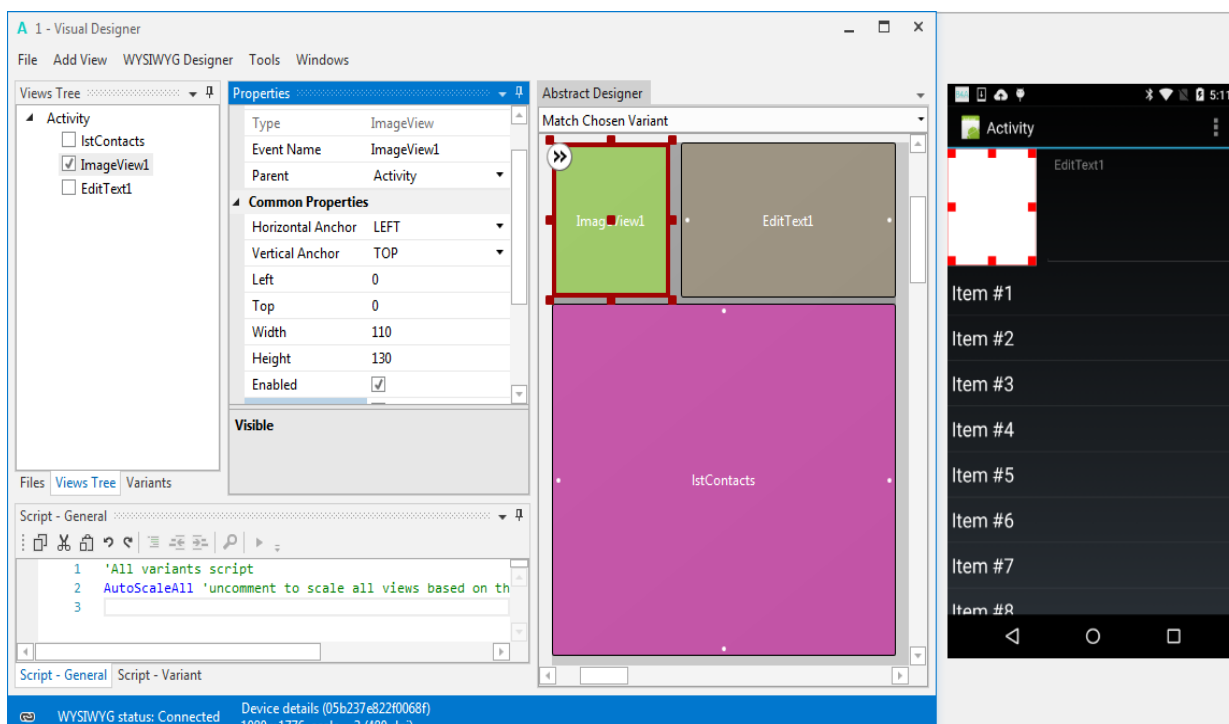 1 - Visual Designer
File Add View WYSIWYG Designer Tools Windows
Views Tree
Activity
lstContacts
ImageView1
EditText1
Files Views Tree Variants
Properties
Type ImageView
Event Name ImageView1
Parent Activity
Common Properties
Horizontal Anchor LEFT
Vertical Anchor TOP
Left 0
Top 0
Width 110
Height 130
Enabled
Visible
Abstract Designer
Match Chosen Variant
ImageView1
EditText1
lstContacts
Script - General
1 'All variants script
2 AutoScaleAll 'uncomment to scale all views based on th
3
Script - General Script - Variant
WYSIWYG status: Connected
Device details (05b237e822f0068f)
5:11
Activity
EditText1
Item #1
Item #2
Item #3
Item #4
Item #5
Item #6
Item #7
Item #8